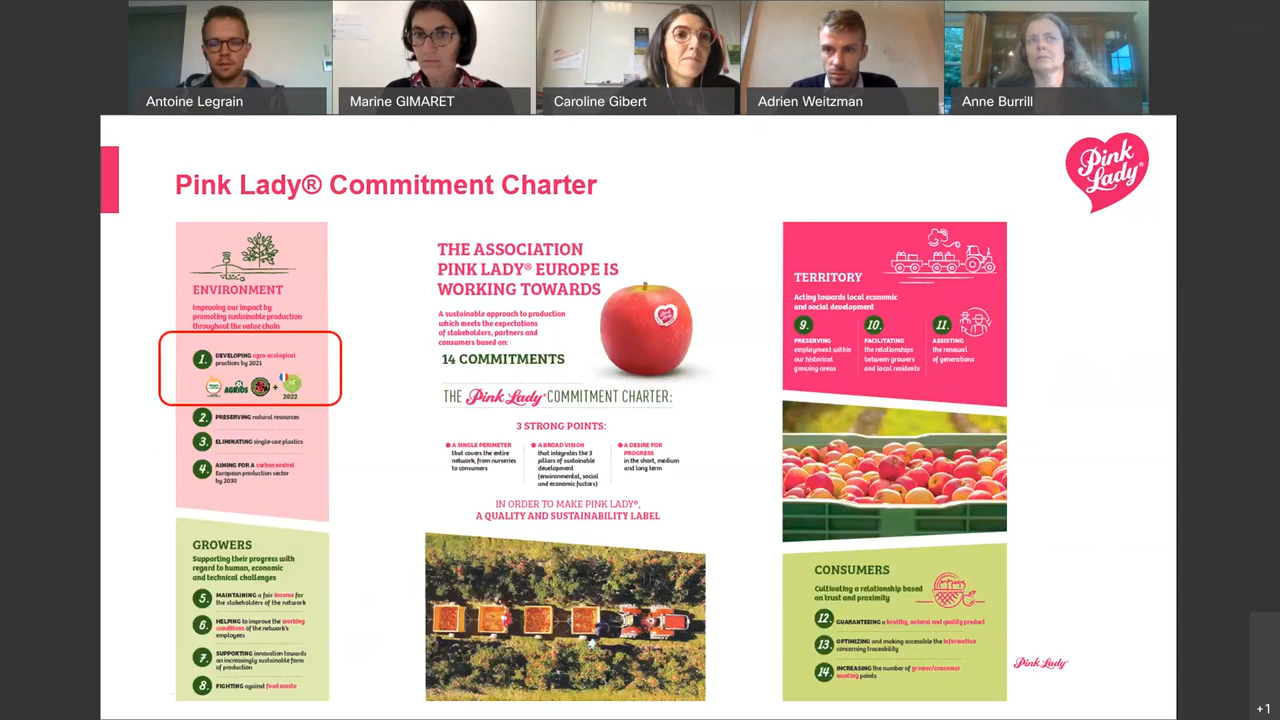 Antoine Legrain
Marine GIMARET
Caroline Gibert
Adrien Weitzman
Anne Burrill
Pink Lady® Commitment Charter
Pink
Lady®
ENVIRONMENT
Improving our impact by
promoting sustainable production
throughout the value chain
1. DEVELOPING agro-ecological
practices by 2021
AGRIOS
+
2022
2. PRESERVING natural resources
3. ELIMINATING single-use plastics
4. AIMING FOR A carbon neutral
European production sector
by 2030
GROWERS
Supporting their progress with
regard to human, economic
and technical challenges
5. MAINTAINING a fair income for
the stakeholders of the network
6. HELPING to improve the working
conditions of the network's
employees
7. SUPPORTING innovation towards
an increasingly sustainable form
of production
8. FIGHTING against food waste
THE ASSOCIATION
PINK LADY® EUROPE IS
WORKING TOWARDS
A sustainable approach to production
which meets the expectations
of stakeholders, partners and
consumers based on:
14 COMMITMENTS
THE Pink Lady® COMMITMENT CHARTER:
3 STRONG POINTS:
A SINGLE PERIMETER
that covers the entire
network, from nurseries
to consumers
A BROAD VISION
that integrates the 3
pillars of sustainable
development
(environmental, social
and economic factors)
A DESIRE FOR
PROGRESS
in the short, medium
and long term
IN ORDER TO MAKE PINK LADY®,
A QUALITY AND SUSTAINABILITY LABEL
TERRITORY
Acting towards local economic
and social development
9.
PRESERVING
employment within
our historical
growing areas
10.
FACILITATING
the relationships
between growers
and local residents
11.
ASSISTING
the renewal
of generations
CONSUMERS
Cultivating a relationship based
on trust and proximity
12. GUARANTEEING a healthy, natural and quality product
13. OPTIMIZING and making accessible the information
concerning traceability
14. INCREASING the number of grower/consumer
meeting points
Pink Lady®
+1